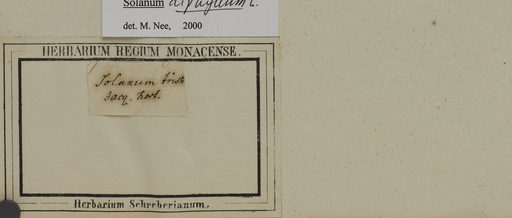 Solanum
det. M. Nee, 2000
HERBARIUM REGIUM MONACENSE.
Solanum trist
Jacq. hort.
Herbarium Schreberianum.